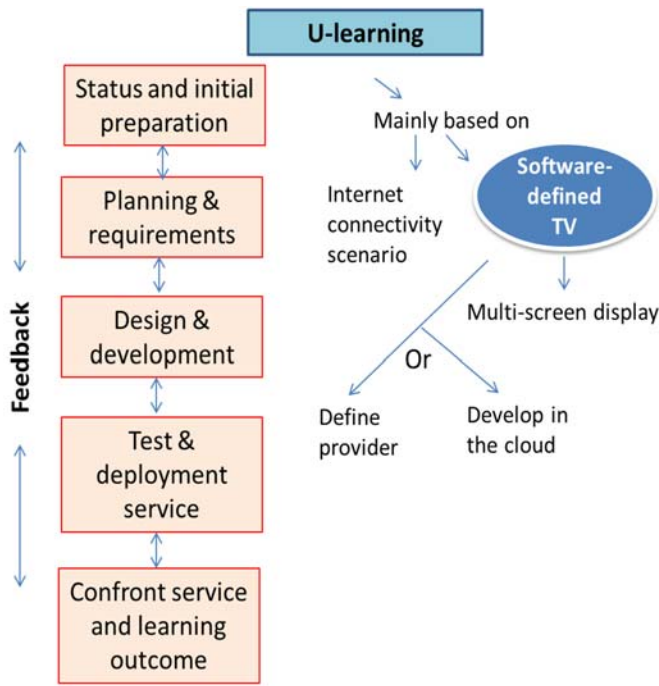 U-learning
Status and initial
preparation
Planning &
requirements
Design &
development
Test &
deployment
service
Confront service
and learning
outcome
Feedback
Mainly based on
Internet
connectivity
scenario
Software-
defined
TV
Multi-screen display
Or
Define
provider
Develop in
the cloud